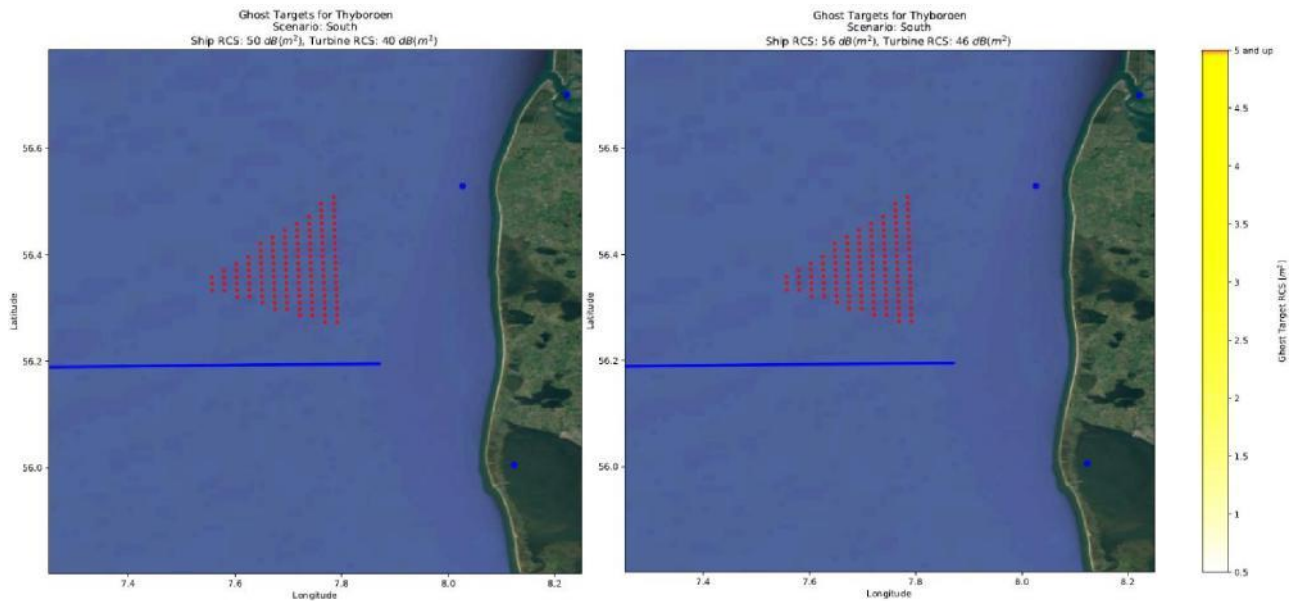 Ghost Targets for Thyboroen
Scenario: South
Ship RCS: 50 dB(m²), Turbine RCS: 40 dB(m²)
56.6
56.4
56.2
56.0
Latitude
7.4
7.6
7.8
8.0
8.2
Longitude
Ghost Targets for Thyboroen
Scenario: South
Ship RCS: 56 dB(m²), Turbine RCS: 46 dB(m²)
56.6
56.4
56.2
56.0
Latitude
7.4
7.6
7.8
8.0
8.2
Longitude
5 and up
4.5
4
3.5
3
2.5
2
1.5
1
0.5
Ghost Target RCS [m²]